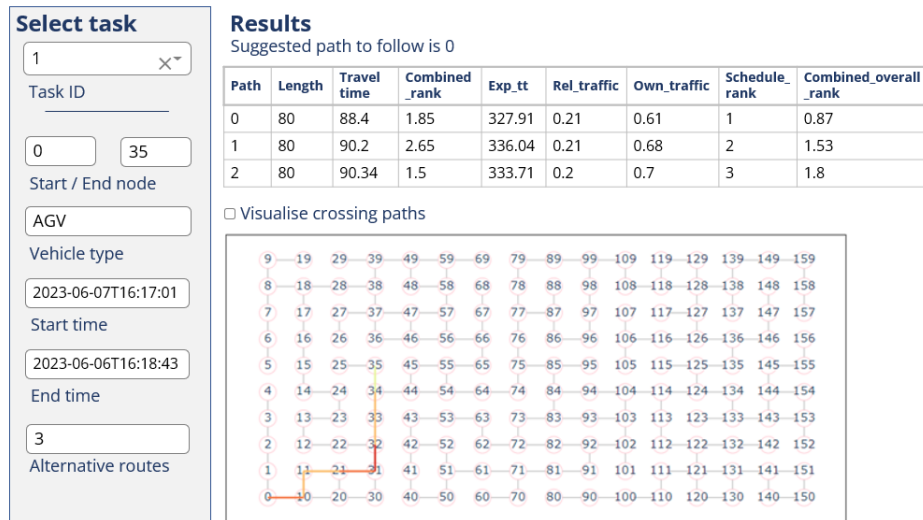 Select task
1
Task ID
0 35
Start / End node
AGV
Vehicle type
2023-06-07T16:17:01
Start time
2023-06-06T16:18:43
End time
3
Alternative routes
Results
Suggested path to follow is 0
Path Length Travel time Combined _rank Exp_tt Rel_traffic Own_traffic Schedule_ rank Combined_overall _rank
0 80 88.4 1.85 327.91 0.21 0.61 1 0.87
1 80 90.2 2.65 336.04 0.21 0.68 2 1.53
2 80 90.34 1.5 333.71 0.2 0.7 3 1.8
Visualise crossing paths
9 19 29 39 49 59 69 79 89 99 109 119 129 139 149 159
8 18 28 38 48 58 68 78 88 98 108 118 128 138 148 158
7 17 27 37 47 57 67 77 87 97 107 117 127 137 147 157
6 16 26 36 46 56 66 76 86 96 106 116 126 136 146 156
5 15 25 35 45 55 65 75 85 95 105 115 125 135 145 155
4 14 24 34 44 54 64 74 84 94 104 114 124 134 144 154
3 13 23 33 43 53 63 73 83 93 103 113 123 133 143 153
2 12 22 32 42 52 62 72 82 92 102 112 122 132 142 152
1 11 21 31 41 51 61 71 81 91 101 111 121 131 141 151
0 10 20 30 40 50 60 70 80 90 100 110 120 130 140 150